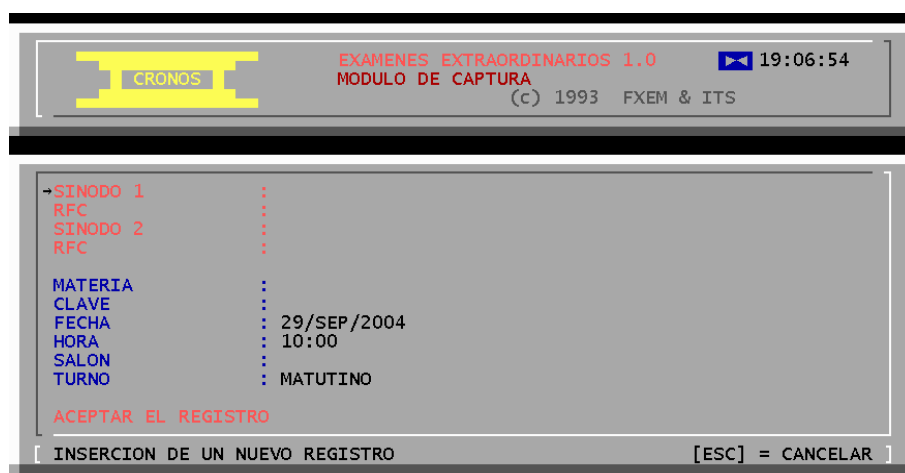 EXAMENES EXTRAORDINARIOS 1.0 19:06:54
CRONOS MODULO DE CAPTURA
(c) 1993 FXEM & ITS
→SINODO 1 :
RFC :
SINODO 2 :
RFC :
MATERIA :
CLAVE :
FECHA : 29/SEP/2004
HORA : 10:00
SALON :
TURNO : MATUTINO
ACEPTAR EL REGISTRO
[ INSERCION DE UN NUEVO REGISTRO [ESC] = CANCELAR ]